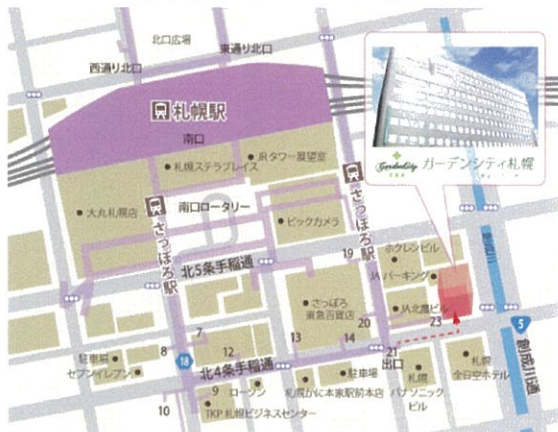 北口広場
東通り北口
西通り北口
札幌駅
南口
JRタワー展望室
札幌ステラプレイス
GardenCity ガーデンシティ札幌
大丸札幌店
南口ロータリー
ビックカメラ
さっぽろ駅
さっぽろ駅
19
ホクレンビル
北5条手稲通
JAパーキング
さっぽろ
東急百貨店
JA北農ビル
20
23
創成川
5
創成川通
7
13
14
21
出口
駐車場
セブンイレブン
8
18
12
北4条手稲通
9
ローソン
10
TKP札幌ビジネスセンター
札幌かに本家駅前本店
駐車場
札幌
パナソニック
ビル
札幌
全日空ホテル